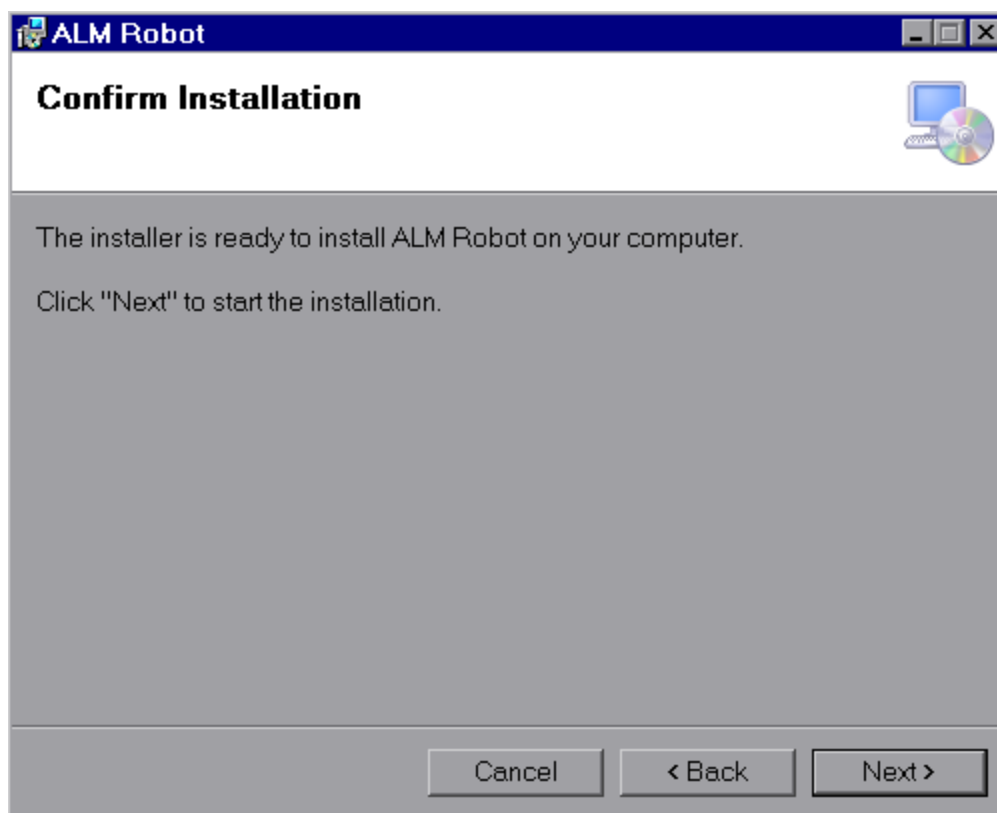 ALM Robot
Confirm Installation
The installer is ready to install ALM Robot on your computer.
Click "Next" to start the installation.
Cancel
< Back
Next >